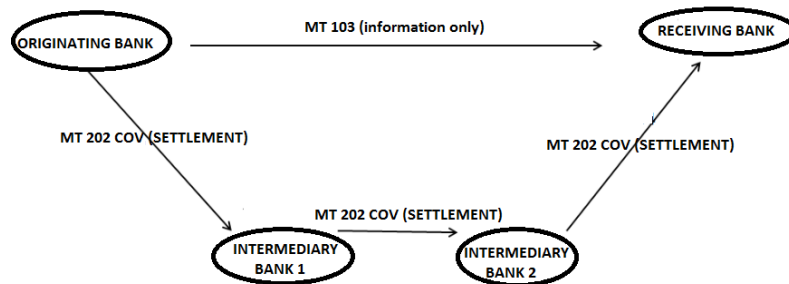 MT 103 (information only)
ORIGINATING BANK
RECEIVING BANK
MT 202 COV (SETTLEMENT)
MT 202 COV (SETTLEMENT)
MT 202 COV (SETTLEMENT)
INTERMEDIARY
BANK 1
INTERMEDIARY
BANK 2